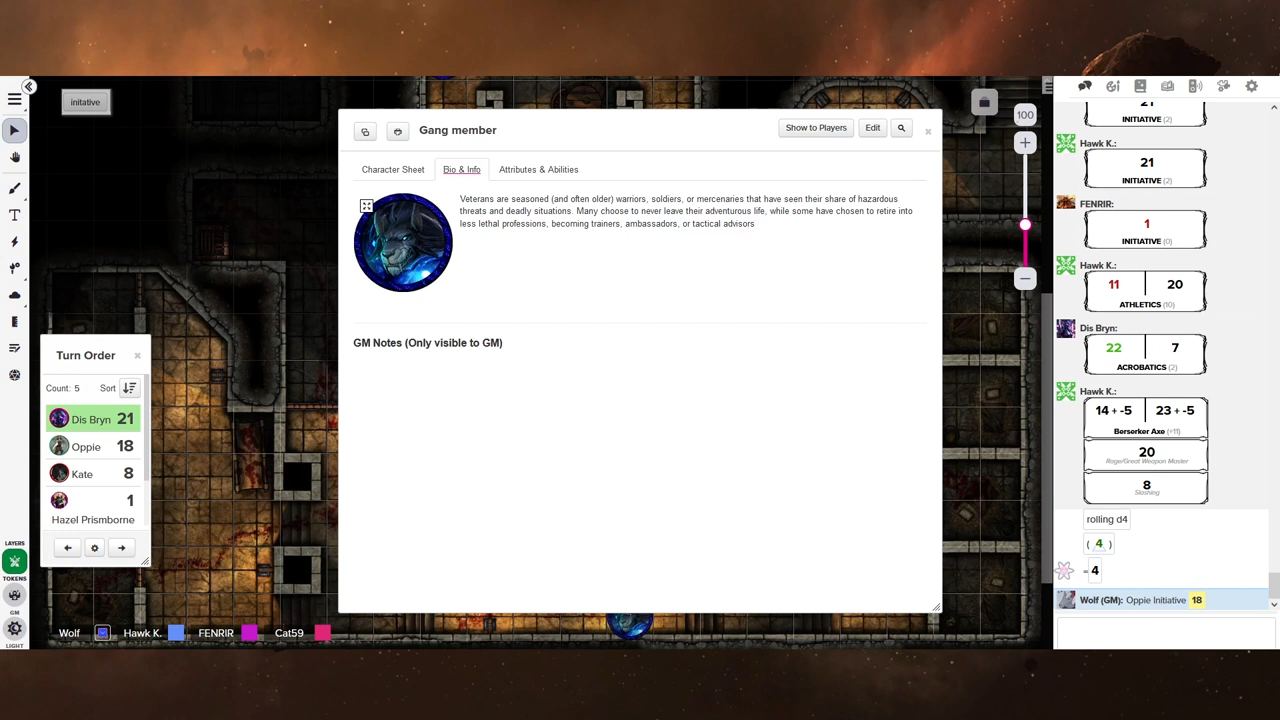 initative
Gang member
Show to Players
Edit
Character Sheet
Bio & Info
Attributes & Abilities
Veterans are seasoned (and often older) warriors, soldiers, or mercenaries that have seen their share of hazardous
threats and deadly situations. Many choose to never leave their adventurous life, while some have chosen to retire into
less lethal professions, becoming trainers, ambassadors, or tactical advisors
GM Notes (Only visible to GM)
100
Turn Order
Count: 5 Sort
Dis Bryn 21
Oppie 18
Kate 8
1
Hazel Prismborne
LAYERS
TOKENS
GM
LIGHT
Wolf Hawk K. FENRIR Cat59
21
INITIATIVE (2)
Hawk K.:
21
INITIATIVE (2)
FENRIR:
1
INITIATIVE (0)
Hawk K.:
11 20
ATHLETICS (10)
Dis Bryn:
22 7
ACROBATICS (2)
Hawk K.:
14 + -5 23 + -5
Berserker Axe (+11)
20
Rage/Great Weapon Master
8
Slashing
rolling d4
( 4 )
= 4
Wolf (GM): Oppie Initiative 18